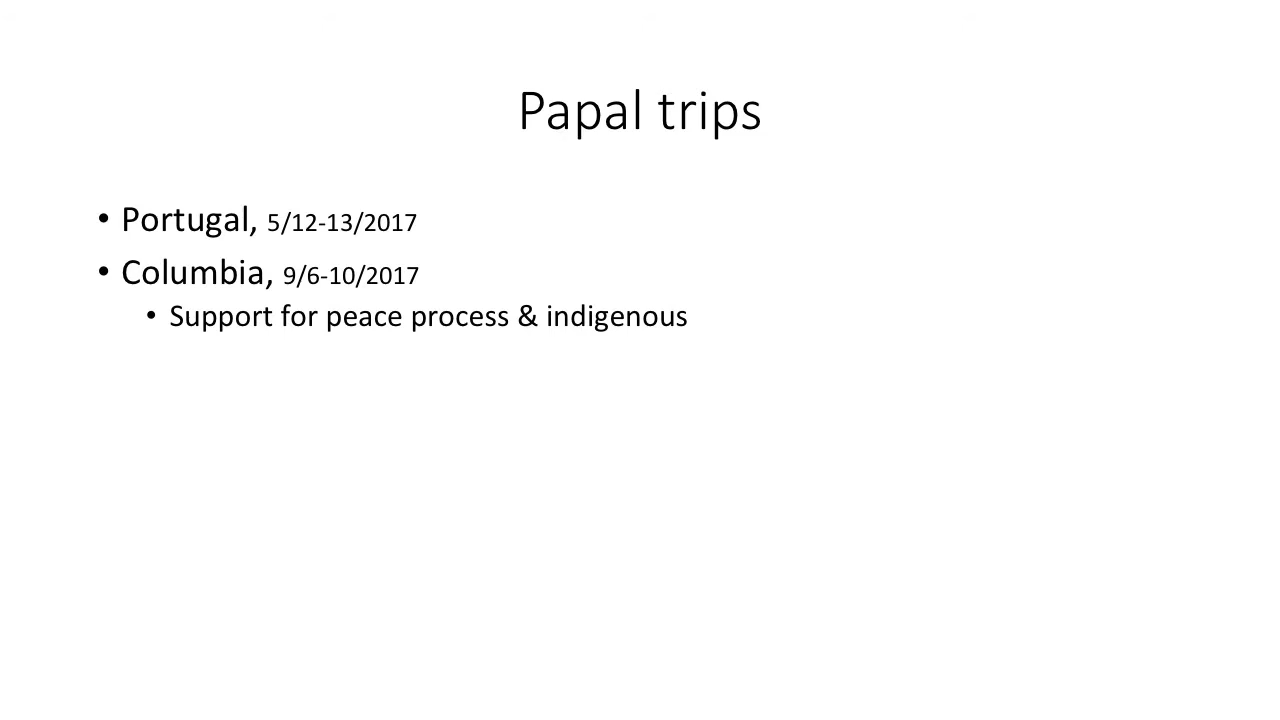 Papal trips
• Portugal, 5/12-13/2017
• Columbia, 9/6-10/2017
• Support for peace process & indigenous